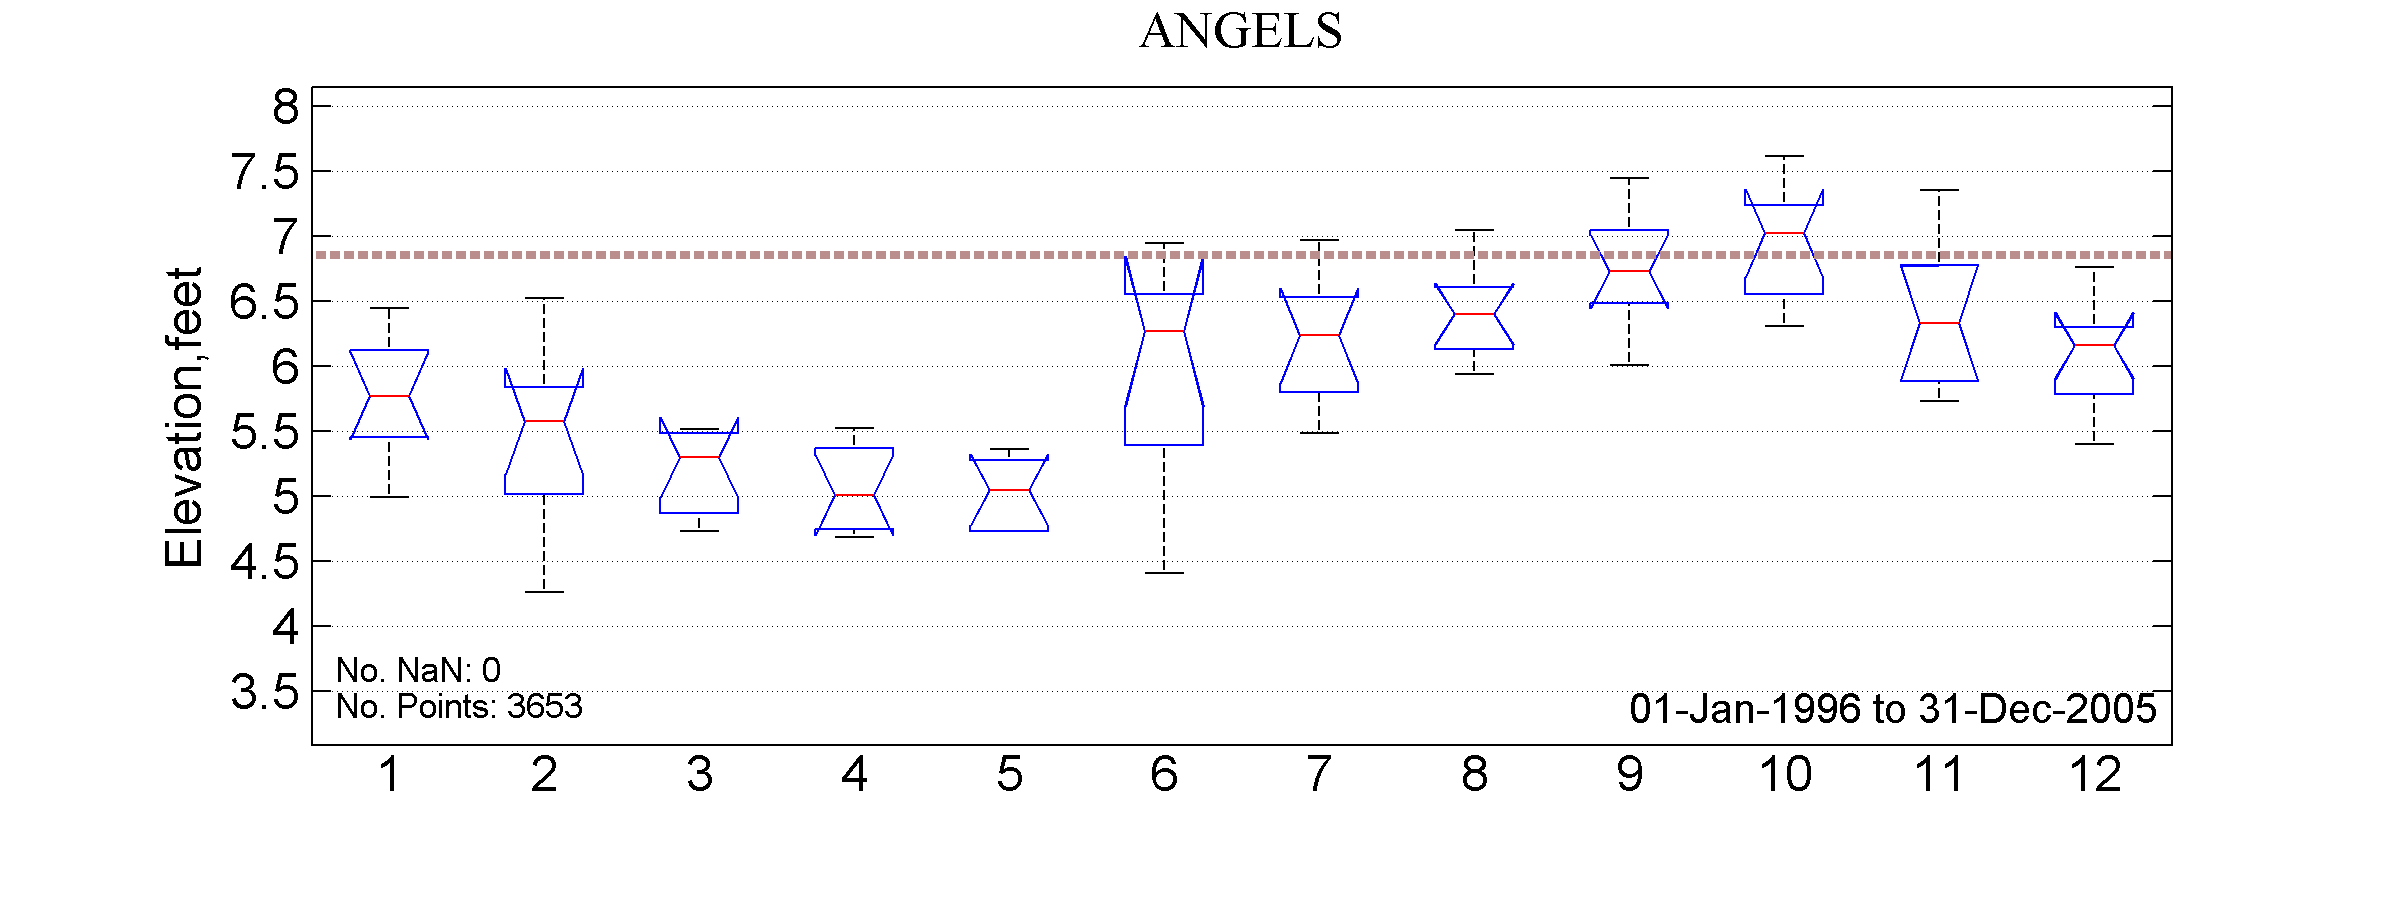 ANGELS
Elevation,feet
8
7.5
7
6.5
6
5.5
5
4.5
4
3.5
No. NaN: 0
No. Points: 3653
01-Jan-1996 to 31-Dec-2005
1 2 3 4 5 6 7 8 9 10 11 12